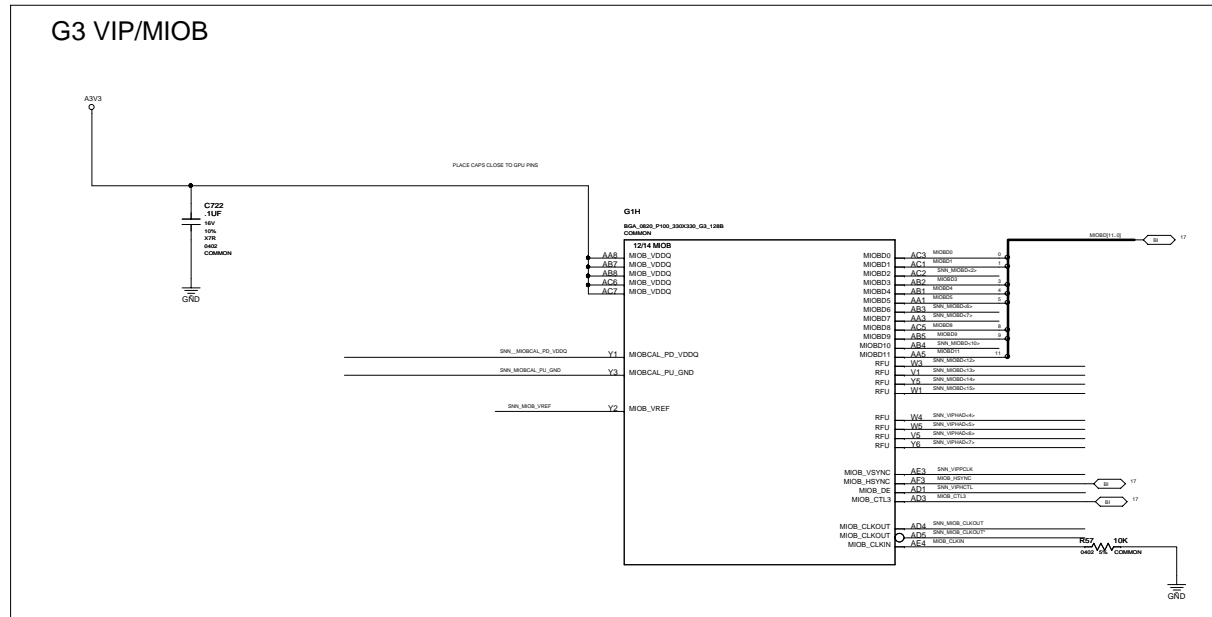 G3 VIP/MIOB
A3V3
PLACE CAPS CLOSE TO GPU PINS
C722
.1UF
16V
10%
X7R
0402
COMMON
GND
G1H
BGA_0820_P100_330X330_G3_128B
COMMON
12/14 MIOB
AA8 MIOB_VDDQ
AB7 MIOB_VDDQ
AB8 MIOB_VDDQ
AC6 MIOB_VDDQ
AC7 MIOB_VDDQ
SNN__MIOBCAL_PD_VDDQ Y1 MIOBCAL_PD_VDDQ
SNN_MIOBCAL_PU_GND Y3 MIOBCAL_PU_GND
SNN_MIOB_VREF Y2 MIOB_VREF
MIOBD[11..0] BI 17
MIOBD0 AC3 MIOBD0 0
MIOBD1 AC1 MIOBD1 1
MIOBD2 AC2 SNN_MIOBD<2>
MIOBD3 AB2 MIOBD3 3
MIOBD4 AB1 MIOBD4 4
MIOBD5 AA1 MIOBD5 5
MIOBD6 AB3 SNN_MIOBD<6>
MIOBD7 AA3 SNN_MIOBD<7>
MIOBD8 AC5 MIOBD8 8
MIOBD9 AB5 MIOBD9 9
MIOBD10 AB4 SNN_MIOBD<10>
MIOBD11 AA5 MIOBD11 11
RFU W3 SNN_MIOBD<12>
RFU V1 SNN_MIOBD<13>
RFU Y5 SNN_MIOBD<14>
RFU W1 SNN_MIOBD<15>
RFU W4 SNN_VIPHAD<4>
RFU W5 SNN_VIPHAD<5>
RFU V5 SNN_VIPHAD<6>
RFU Y6 SNN_VIPHAD<7>
MIOB_VSYNC AE3 SNN_VIPPCLK
MIOB_HSYNC AF3 MIOB_HSYNC BI 17
MIOB_DE AD1 SNN_VIPHCTL
MIOB_CTL3 AD3 MIOB_CTL3 BI 17
MIOB_CLKOUT AD4 SNN_MIOB_CLKOUT
MIOB_CLKOUT AD5 SNN_MIOB_CLKOUT*
MIOB_CLKIN AE4 MIOB_CLKIN
R57 10K
0402 5% COMMON
GND